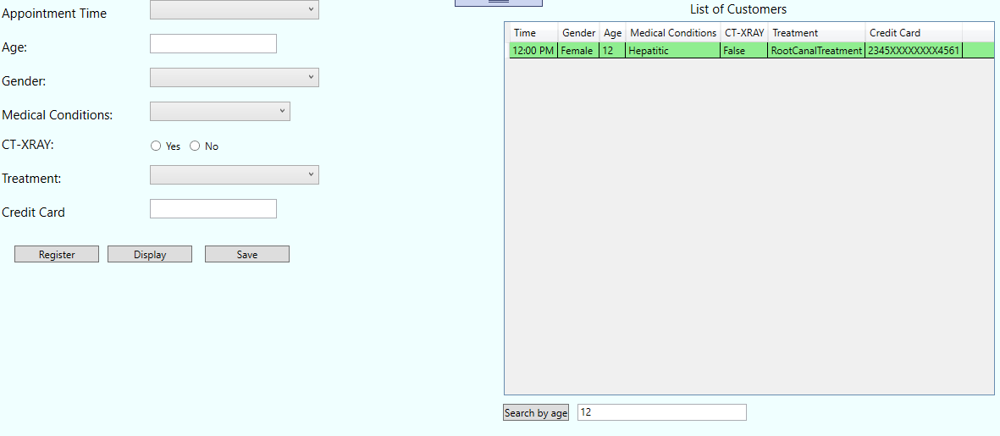 Appointment Time
Age:
Gender:
Medical Conditions:
CT-XRAY:
Yes No
Treatment:
Credit Card
Register Display Save
List of Customers
Time Gender Age Medical Conditions CT-XRAY Treatment Credit Card
12:00 PM Female 12 Hepatitic False RootCanalTreatment 2345XXXXXXXX4561
Search by age 12